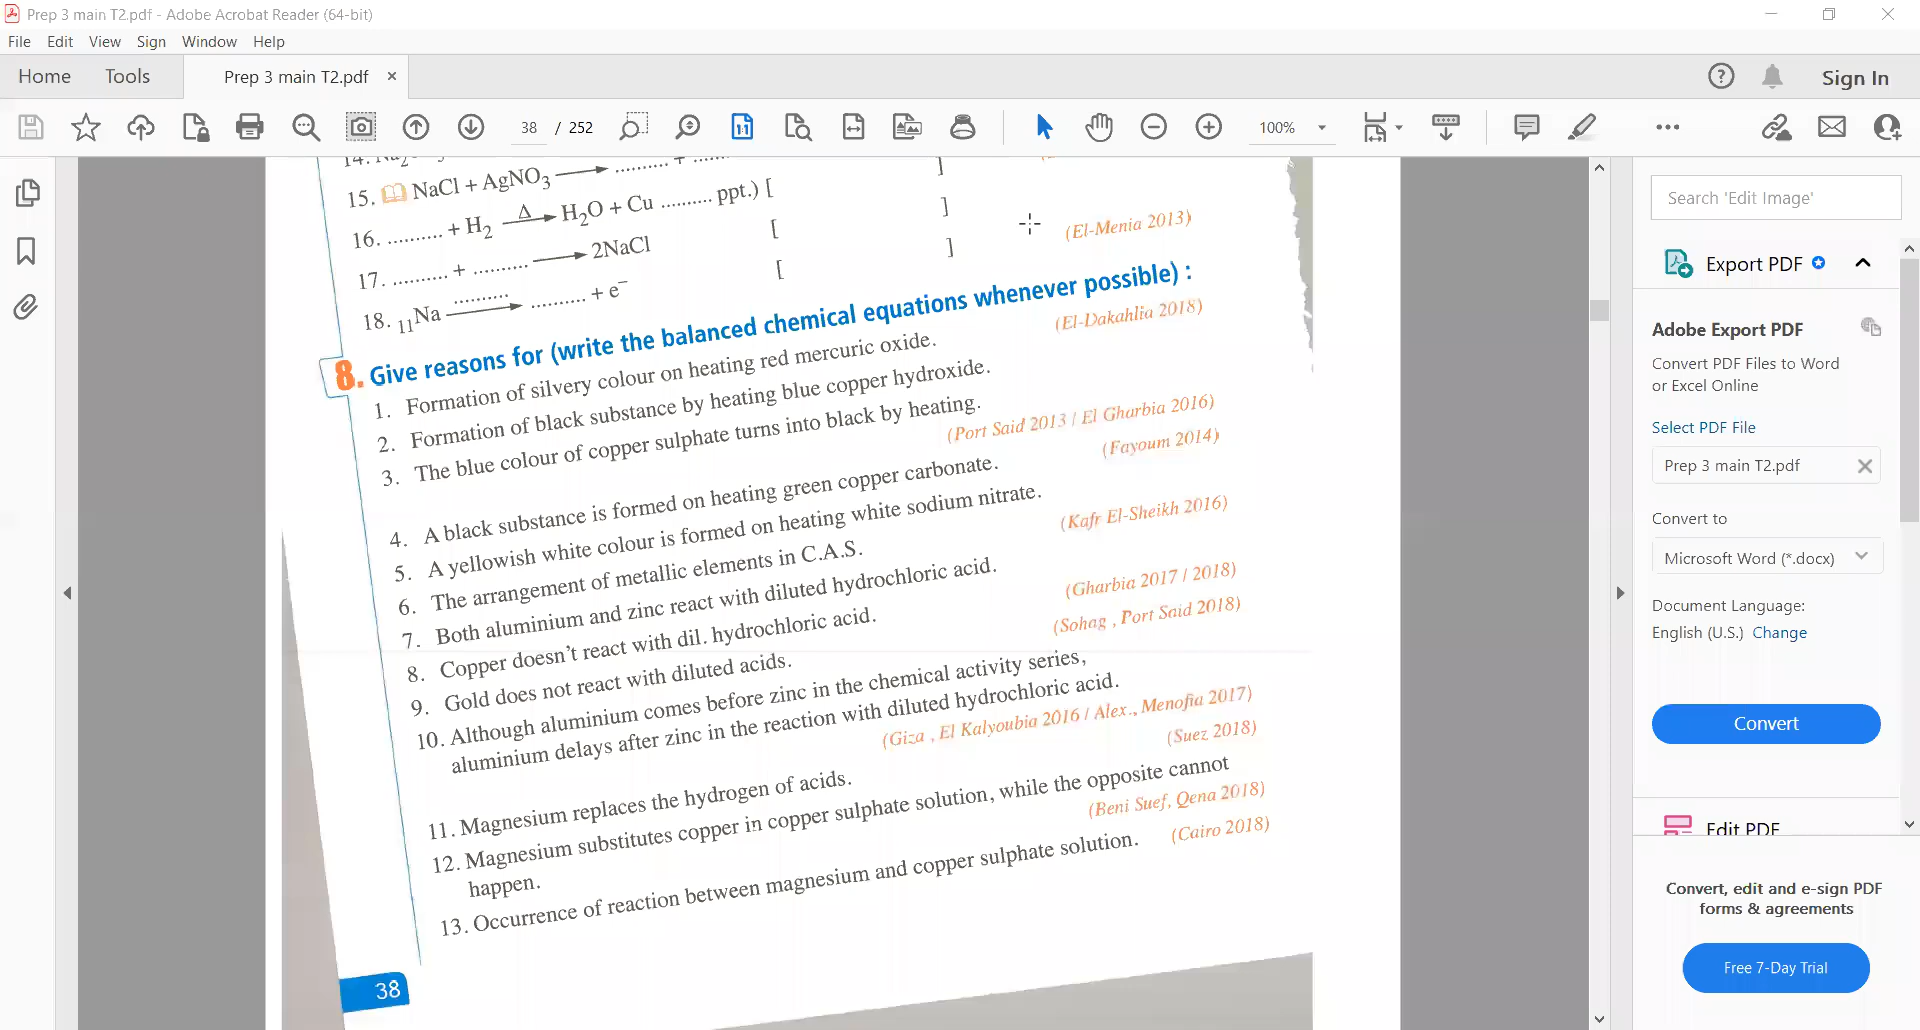 Prep 3 main T2.pdf - Adobe Acrobat Reader (64-bit)
File Edit View Sign Window Help
Home Tools Prep 3 main T2.pdf × Sign In
38 / 252 100%
15. NaCl + AgNO₃ ⟶ .......... + ......
16. .......... + H₂ —Δ→ H₂O + Cu ......... ppt.) [ ]
17. .......... + .......... ⟶ 2NaCl [ ] (El-Menia 2013)
18. ₁₁Na ⟶ .......... + e⁻ [ ]
8. Give reasons for (write the balanced chemical equations whenever possible) :
1. Formation of silvery colour on heating red mercuric oxide. (El-Dakahlia 2018)
2. Formation of black substance by heating blue copper hydroxide.
3. The blue colour of copper sulphate turns into black by heating.
(Port Said 2013 / El Gharbia 2016)
4. A black substance is formed on heating green copper carbonate. (Fayoum 2014)
5. A yellowish white colour is formed on heating white sodium nitrate.
6. The arrangement of metallic elements in C.A.S. (Kafr El-Sheikh 2016)
7. Both aluminium and zinc react with diluted hydrochloric acid.
8. Copper doesn't react with dil. hydrochloric acid. (Gharbia 2017 / 2018)
9. Gold does not react with diluted acids. (Sohag , Port Said 2018)
10. Although aluminium comes before zinc in the chemical activity series,
aluminium delays after zinc in the reaction with diluted hydrochloric acid.
(Giza , El Kalyoubia 2016 / Alex., Menofia 2017)
11. Magnesium replaces the hydrogen of acids. (Suez 2018)
12. Magnesium substitutes copper in copper sulphate solution, while the opposite cannot
happen. (Beni Suef, Qena 2018)
13. Occurrence of reaction between magnesium and copper sulphate solution. (Cairo 2018)
38
Search 'Edit Image'
Export PDF
Adobe Export PDF
Convert PDF Files to Word
or Excel Online
Select PDF File
Prep 3 main T2.pdf
Convert to
Microsoft Word (*.docx)
Document Language:
English (U.S.) Change
Convert
Edit PDF
Convert, edit and e-sign PDF
forms & agreements
Free 7-Day Trial